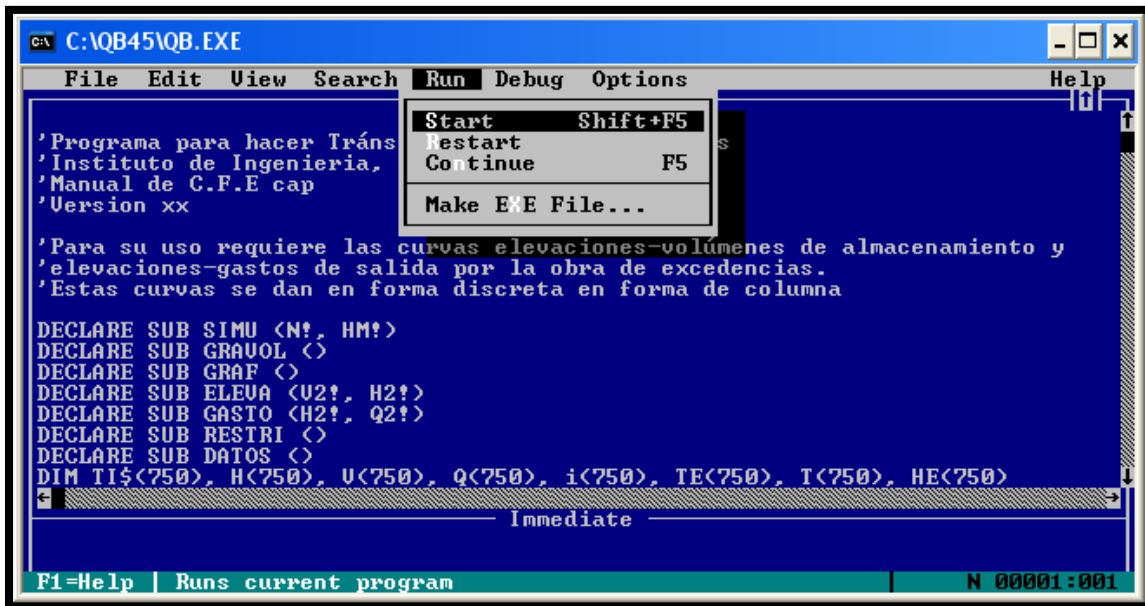 C:\QB45\QB.EXE
File Edit View Search Run Debug Options Help
Start Shift+F5
Restart
Continue F5
Make EXE File...
'Programa para hacer Tráns s
'Instituto de Ingenieria,
'Manual de C.F.E cap
'Version xx
'Para su uso requiere las curvas elevaciones-volúmenes de almacenamiento y
'elevaciones-gastos de salida por la obra de excedencias.
'Estas curvas se dan en forma discreta en forma de columna
DECLARE SUB SIMU (N!, HM!)
DECLARE SUB GRAVOL ()
DECLARE SUB GRAF ()
DECLARE SUB ELEVA (V2!, H2!)
DECLARE SUB GASTO (H2!, Q2!)
DECLARE SUB RESTRI ()
DECLARE SUB DATOS ()
DIM TI$(750), H(750), V(750), Q(750), i(750), TE(750), T(750), HE(750)
Immediate
F1=Help | Runs current program N 00001:001